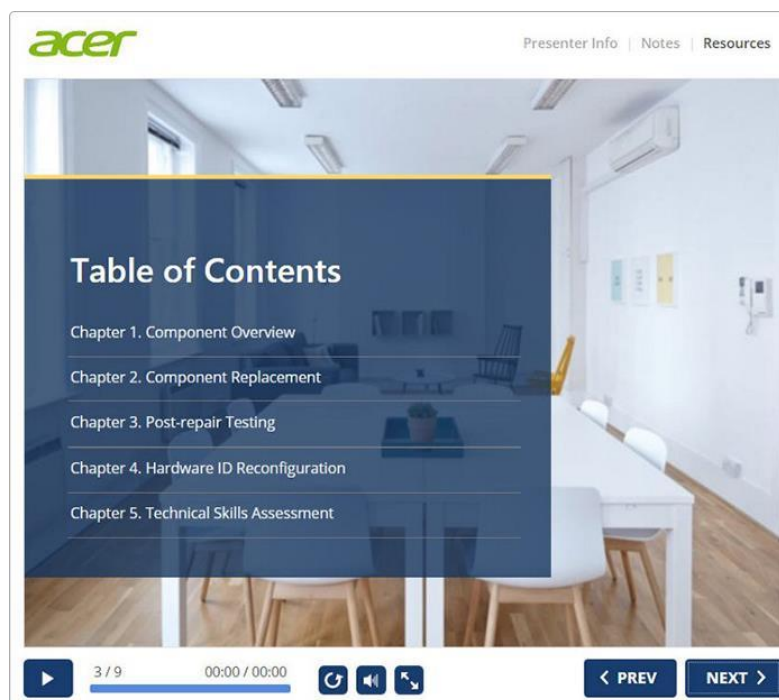 acer
Presenter Info | Notes | Resources
Table of Contents
Chapter 1. Component Overview
Chapter 2. Component Replacement
Chapter 3. Post-repair Testing
Chapter 4. Hardware ID Reconfiguration
Chapter 5. Technical Skills Assessment
3 / 9 00:00 / 00:00 PREV NEXT